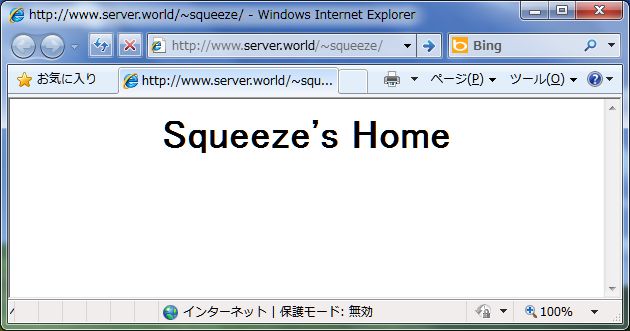 http://www.server.world/~squeeze/ - Windows Internet Explorer
http://www.server.world/~squeeze/
Bing
お気に入り
http://www.server.world/~squ...
ページ(P)
ツール(O)
Squeeze's Home
インターネット | 保護モード: 無効
100%